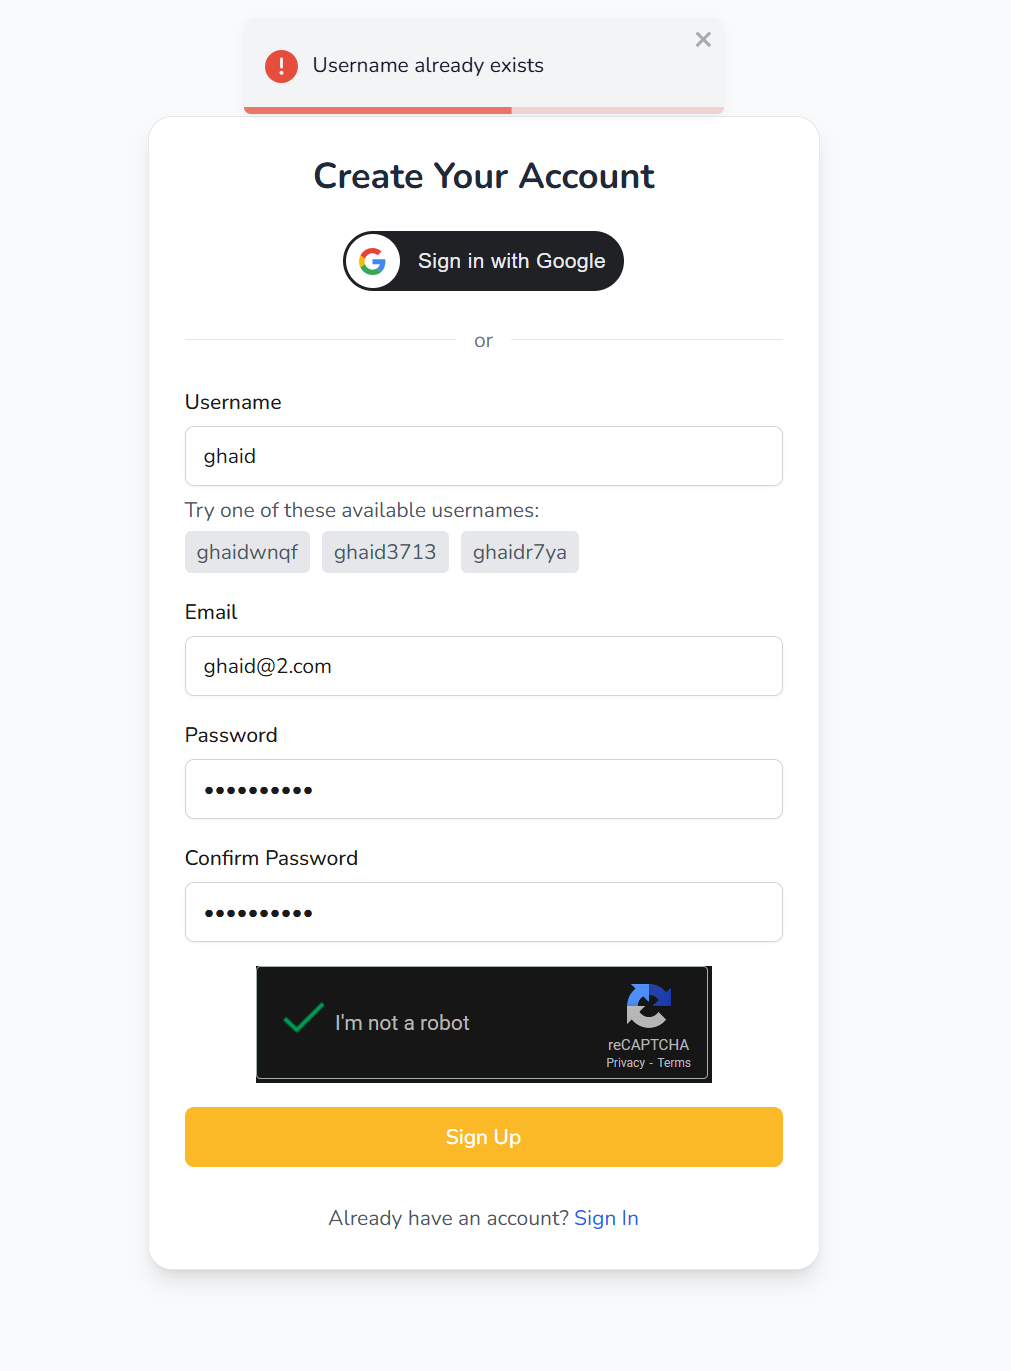 Username already exists
Create Your Account
Sign in with Google
or
Username
ghaid
Try one of these available usernames:
ghaidwnqf ghaid3713 ghaidr7ya
Email
ghaid@2.com
Password
••••••••••
Confirm Password
••••••••••
I'm not a robot
reCAPTCHA
Privacy - Terms
Sign Up
Already have an account? Sign In